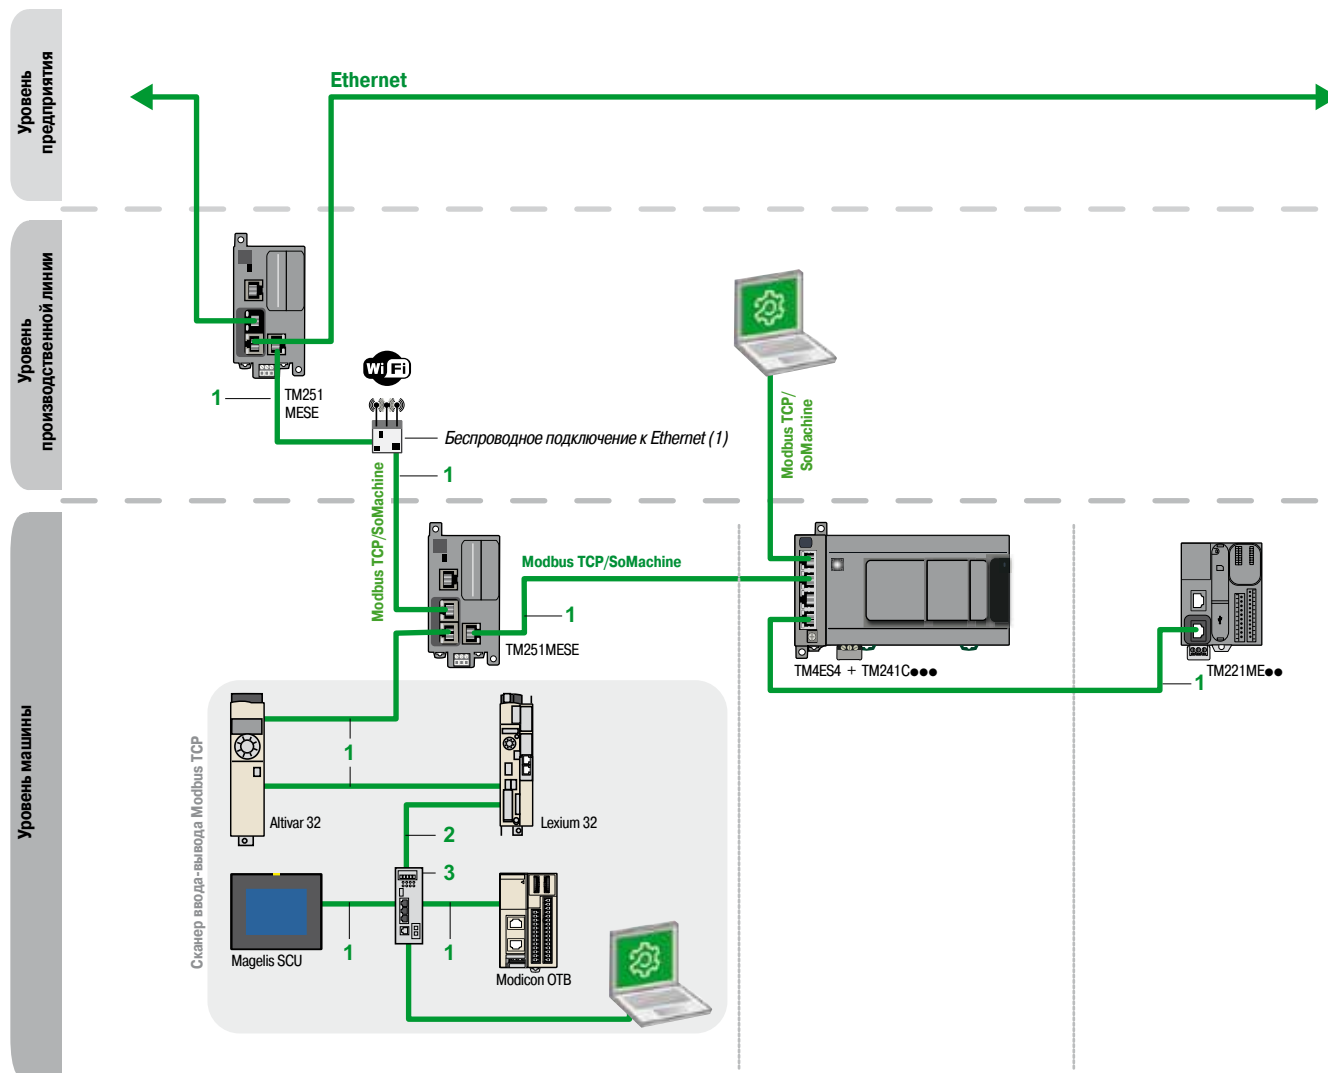 Уровень
предприятия
Ethernet
Уровень
производственной линии
1
TM251
MESE
Wi Fi
Беспроводное подключение к Ethernet (1)
1
Modbus TCP/SoMachine
Modbus TCP/
SoMachine
Уровень машины
Modbus TCP/SoMachine
1
TM251MESE
TM4ES4 + TM241C●●●
TM221ME●●
1
Сканер ввода-вывода Modbus TCP
1
Altivar 32
Lexium 32
2
3
1
1
Magelis SCU
Modicon OTB